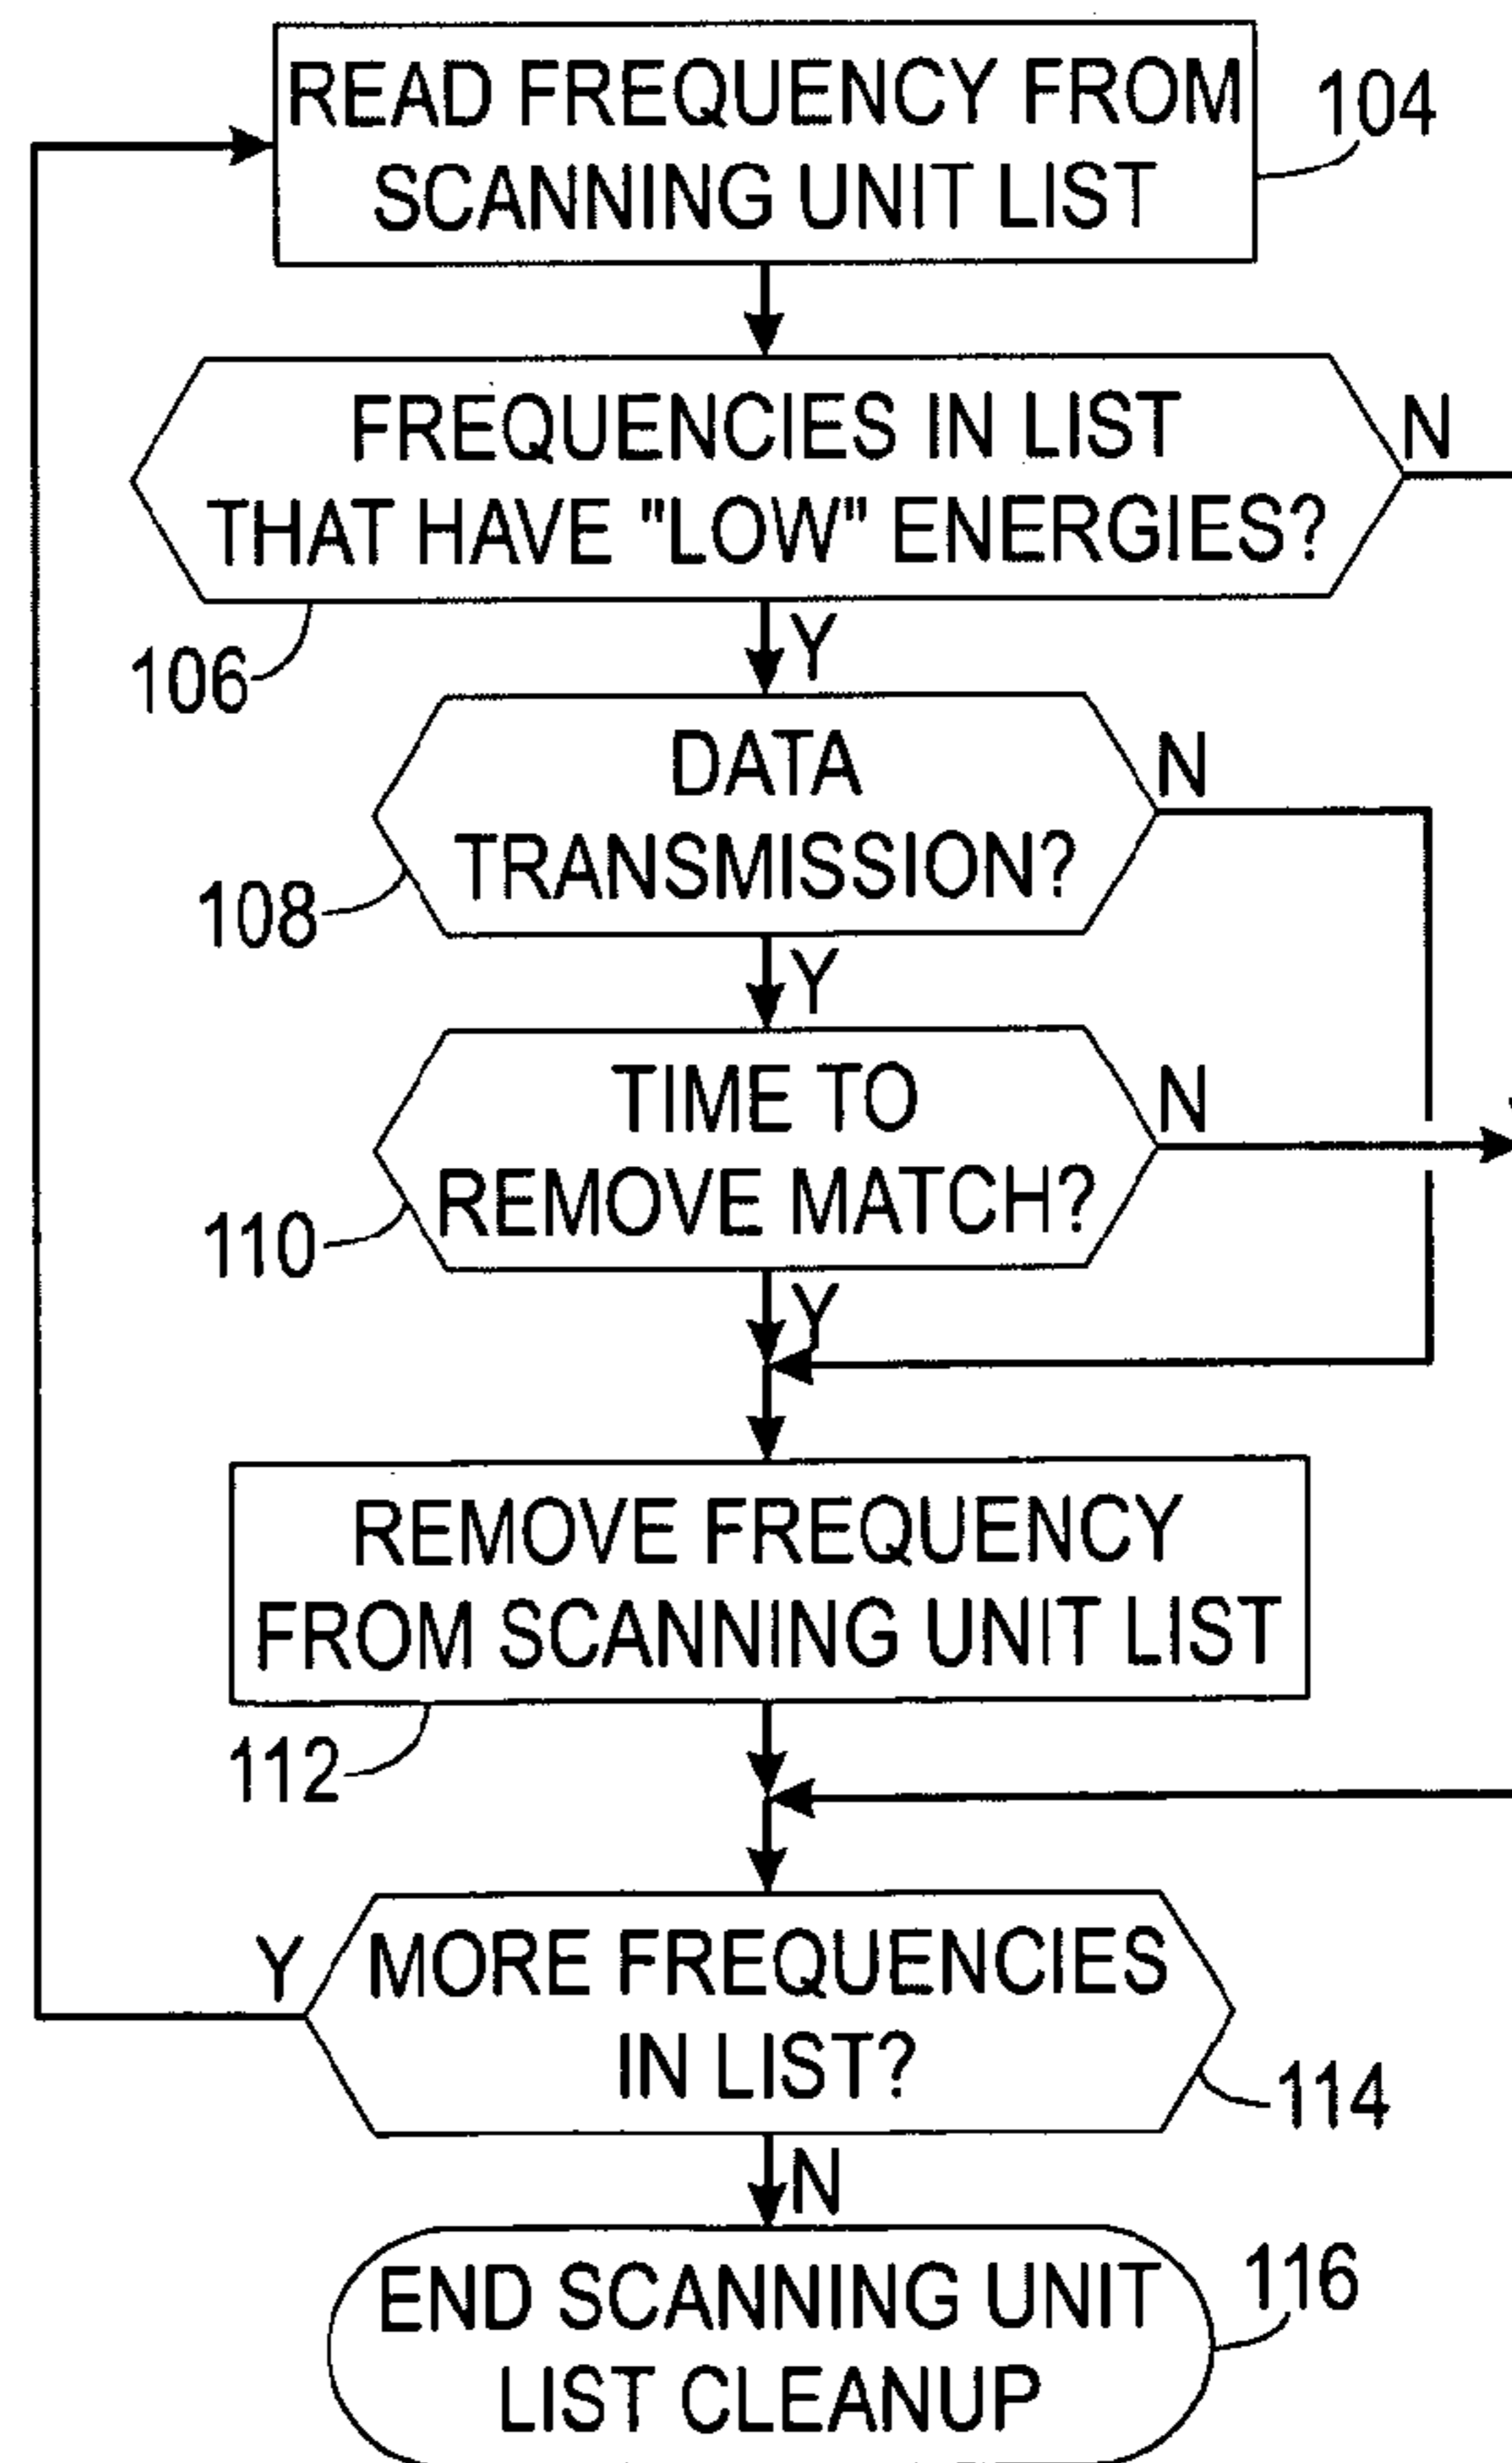 READ FREQUENCY FROM
SCANNING UNIT LIST
104
FREQUENCIES IN LIST
THAT HAVE "LOW" ENERGIES?
N
106
Y
DATA
TRANSMISSION?
N
108
Y
TIME TO
REMOVE MATCH?
N
110
Y
REMOVE FREQUENCY
FROM SCANNING UNIT LIST
112
Y
MORE FREQUENCIES
IN LIST?
114
N
END SCANNING UNIT
LIST CLEANUP
116